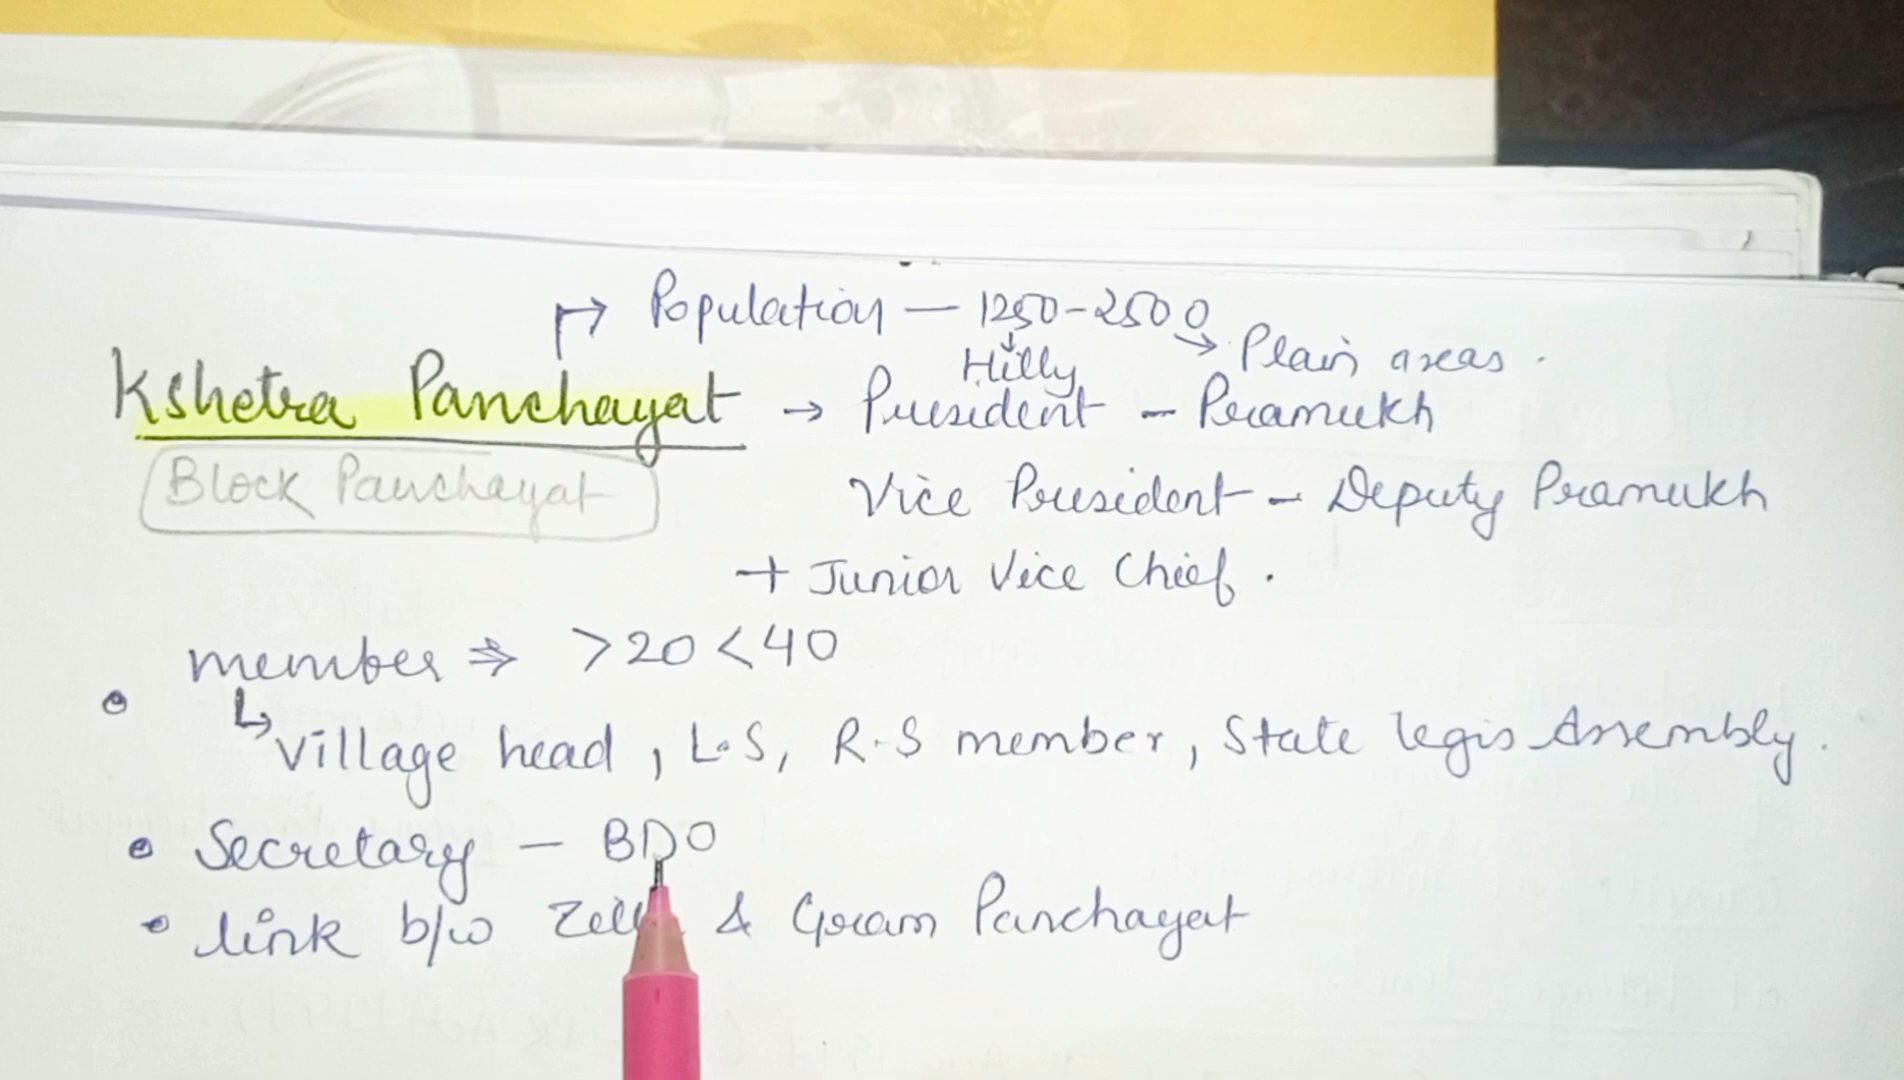 Population – 1250-2500
Hilly → Plain areas.
Kshetra Panchayat → President – Pramukh
Block Panchayat
Vice President – Deputy Pramukh
+ Junior Vice Chief.
member ⇒ >20<40
↳ Village head, L.S, R.S member, State legis Assembly.
• Secretary – BDO
• link b/w & Gram Panchayat